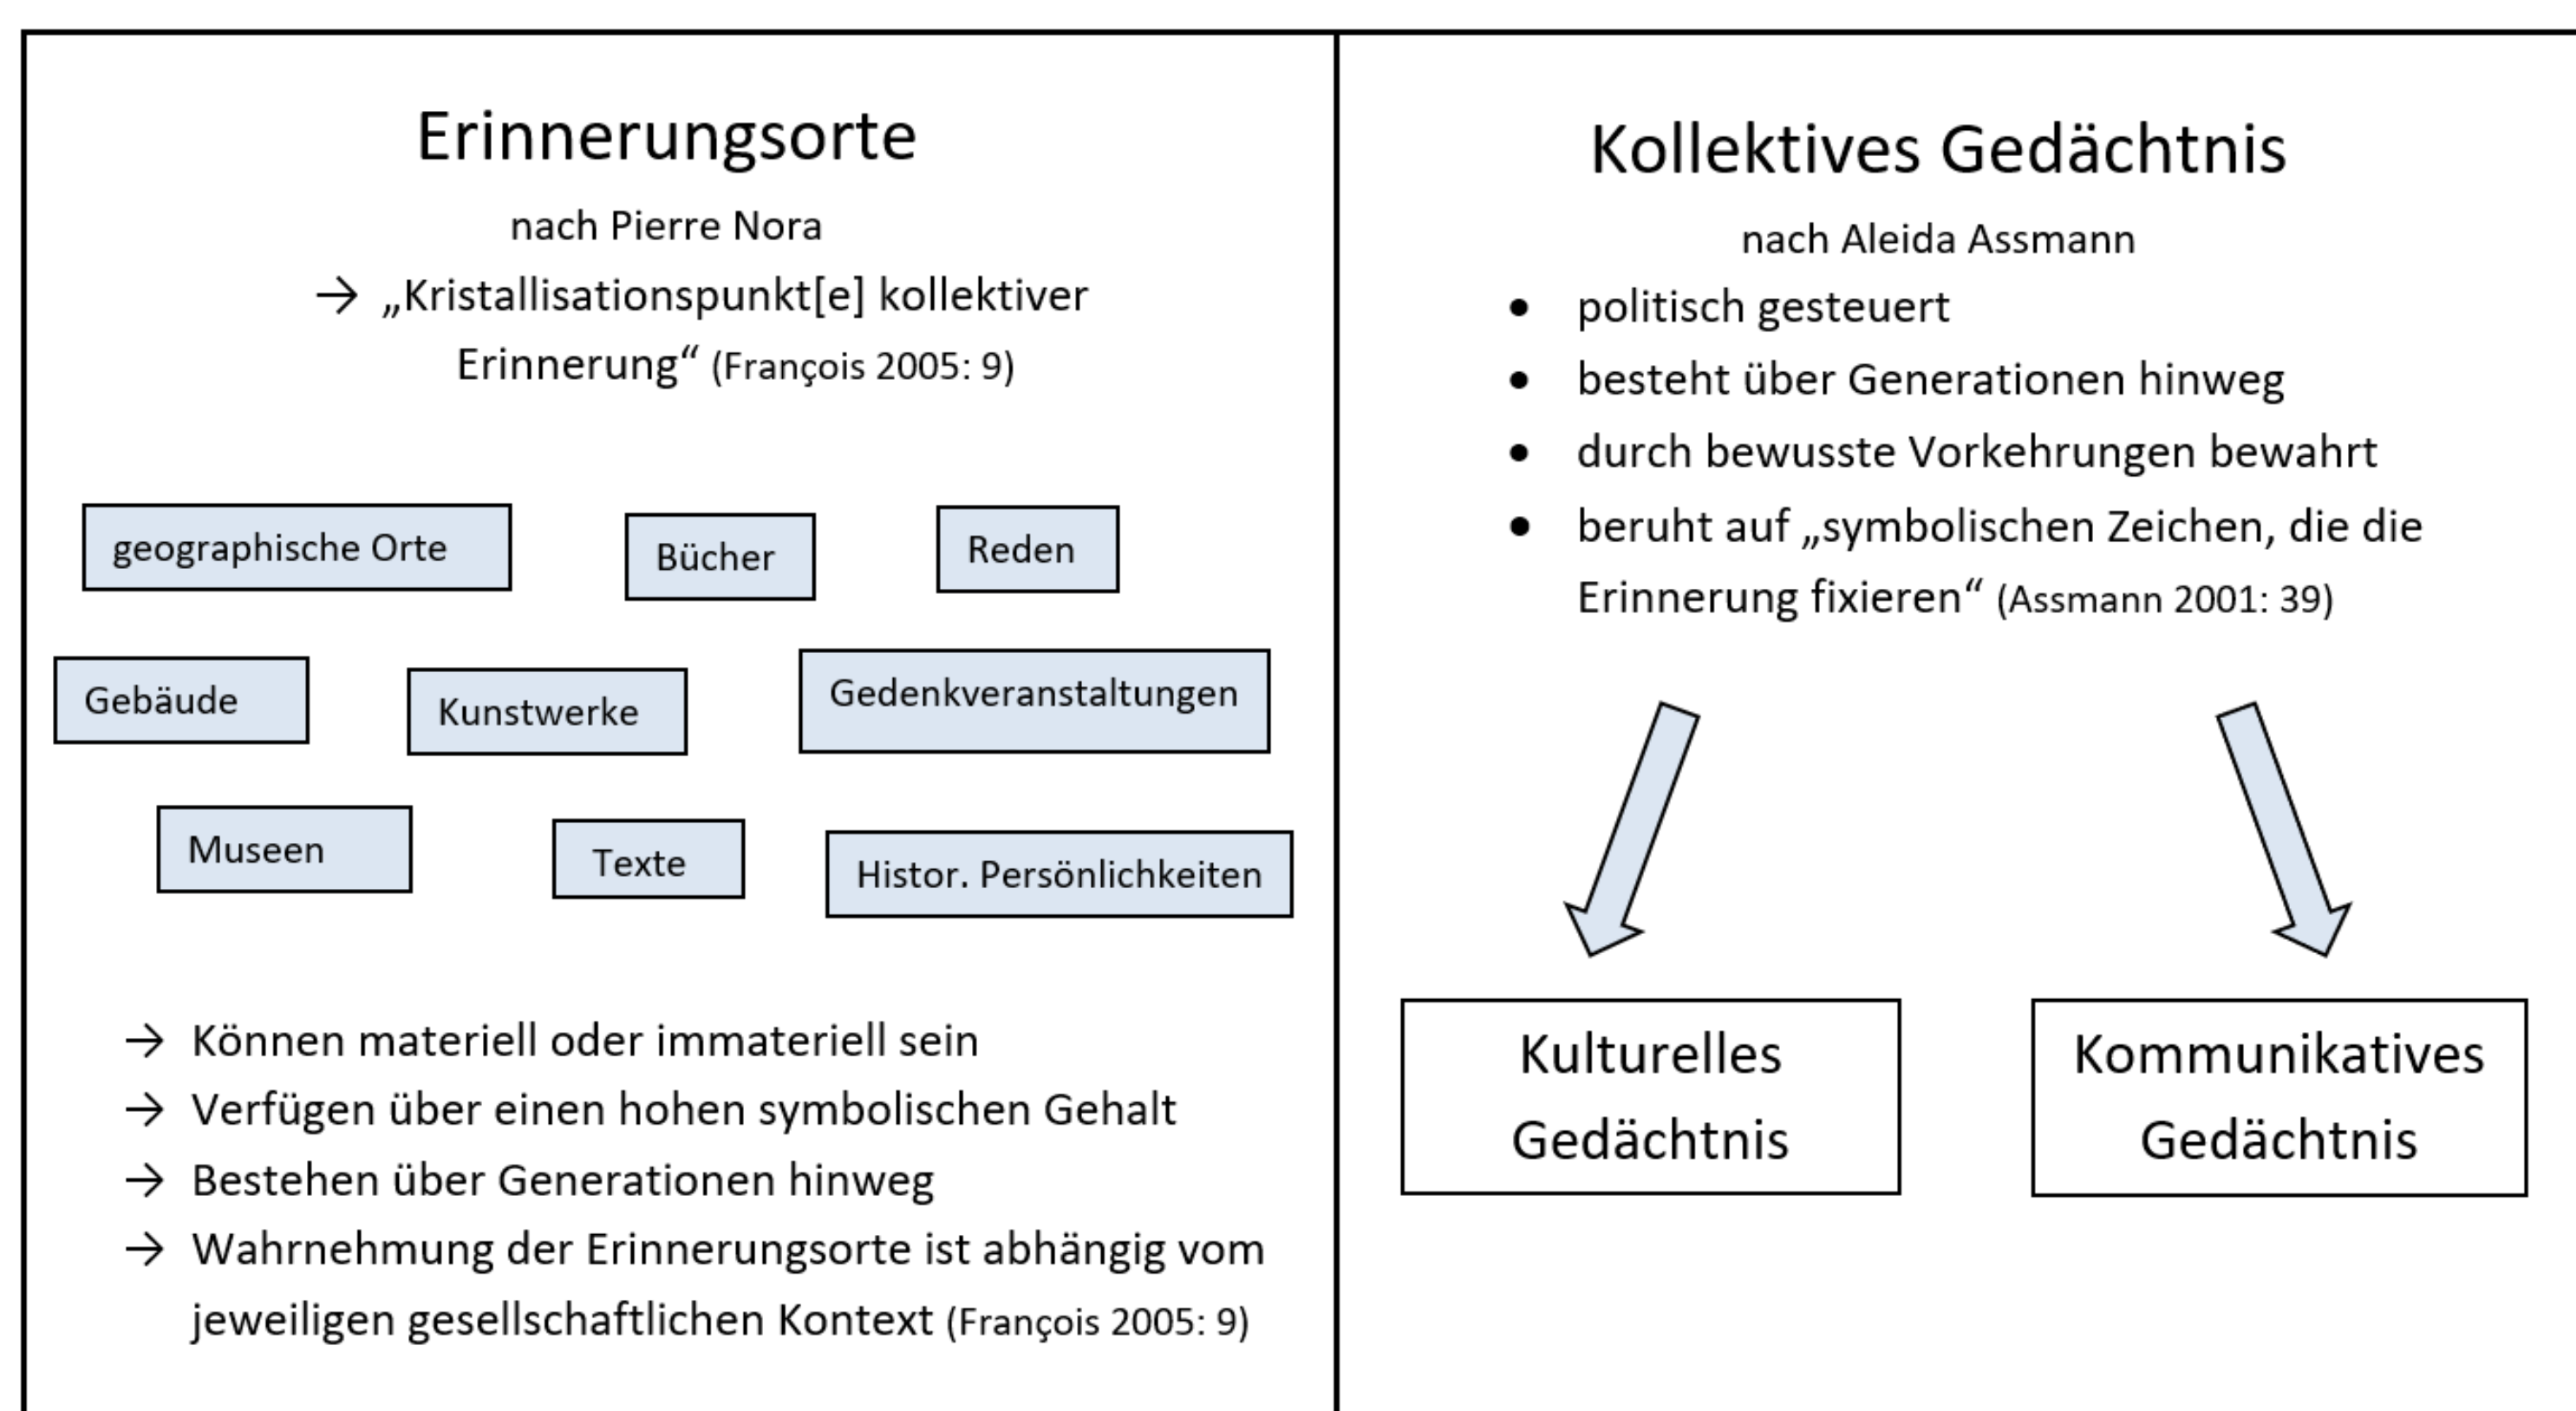 Erinnerungsorte
nach Pierre Nora
→ „Kristallisationspunkt[e] kollektiver
Erinnerung“ (François 2005: 9)
geographische Orte
Bücher
Reden
Gebäude
Kunstwerke
Gedenkveranstaltungen
Museen
Texte
Histor. Persönlichkeiten
→ Können materiell oder immateriell sein
→ Verfügen über einen hohen symbolischen Gehalt
→ Bestehen über Generationen hinweg
→ Wahrnehmung der Erinnerungsorte ist abhängig vom
jeweiligen gesellschaftlichen Kontext (François 2005: 9)
Kollektives Gedächtnis
nach Aleida Assmann
• politisch gesteuert
• besteht über Generationen hinweg
• durch bewusste Vorkehrungen bewahrt
• beruht auf „symbolischen Zeichen, die die
Erinnerung fixieren“ (Assmann 2001: 39)
Kulturelles
Gedächtnis
Kommunikatives
Gedächtnis